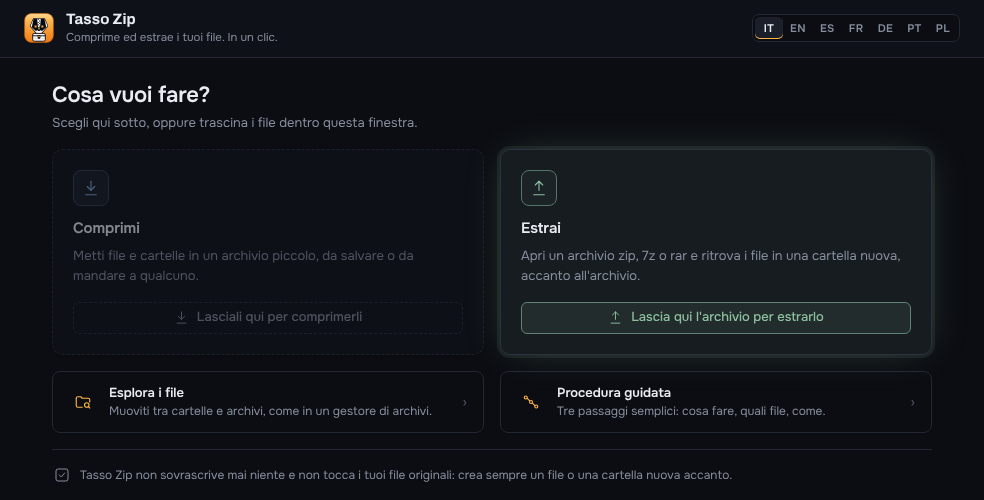 Tasso Zip
Comprime ed estrae i tuoi file. In un clic.
IT EN ES FR DE PT PL
Cosa vuoi fare?
Scegli qui sotto, oppure trascina i file dentro questa finestra.
Comprimi
Metti file e cartelle in un archivio piccolo, da salvare o da
mandare a qualcuno.
Lasciali qui per comprimerli
Estrai
Apri un archivio zip, 7z o rar e ritrova i file in una cartella nuova,
accanto all'archivio.
Lascia qui l'archivio per estrarlo
Esplora i file
Muoviti tra cartelle e archivi, come in un gestore di archivi.
Procedura guidata
Tre passaggi semplici: cosa fare, quali file, come.
Tasso Zip non sovrascrive mai niente e non tocca i tuoi file originali: crea sempre un file o una cartella nuova accanto.